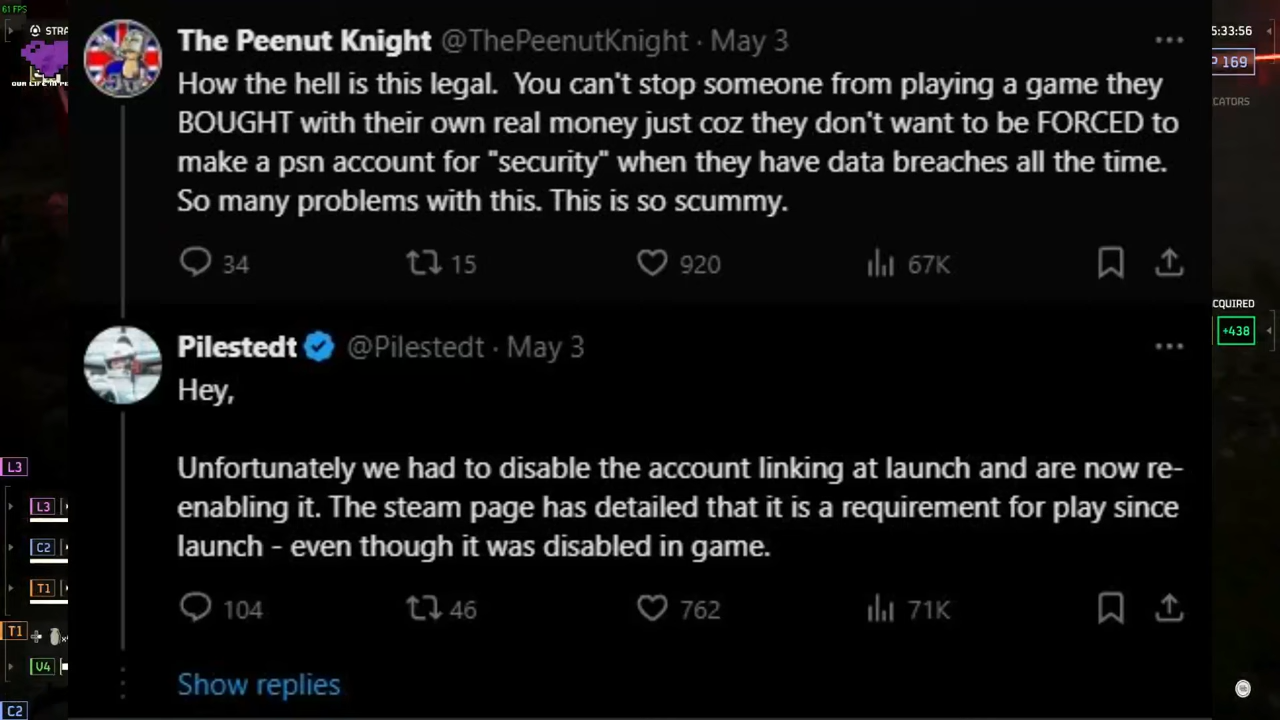 61 FPS
STRA
The Peenut Knight @ThePeenutKnight · May 3
How the hell is this legal. You can't stop someone from playing a game they
BOUGHT with their own real money just coz they don't want to be FORCED to
make a psn account for "security" when they have data breaches all the time.
So many problems with this. This is so scummy.
34 15 920 67K
Pilestedt @Pilestedt · May 3
Hey,
Unfortunately we had to disable the account linking at launch and are now re-
enabling it. The steam page has detailed that it is a requirement for play since
launch - even though it was disabled in game.
104 46 762 71K
Show replies
L3
L3
C2
T1
T1
V4
C2
5:33:56
169
CATORS
CQUIRED
+438